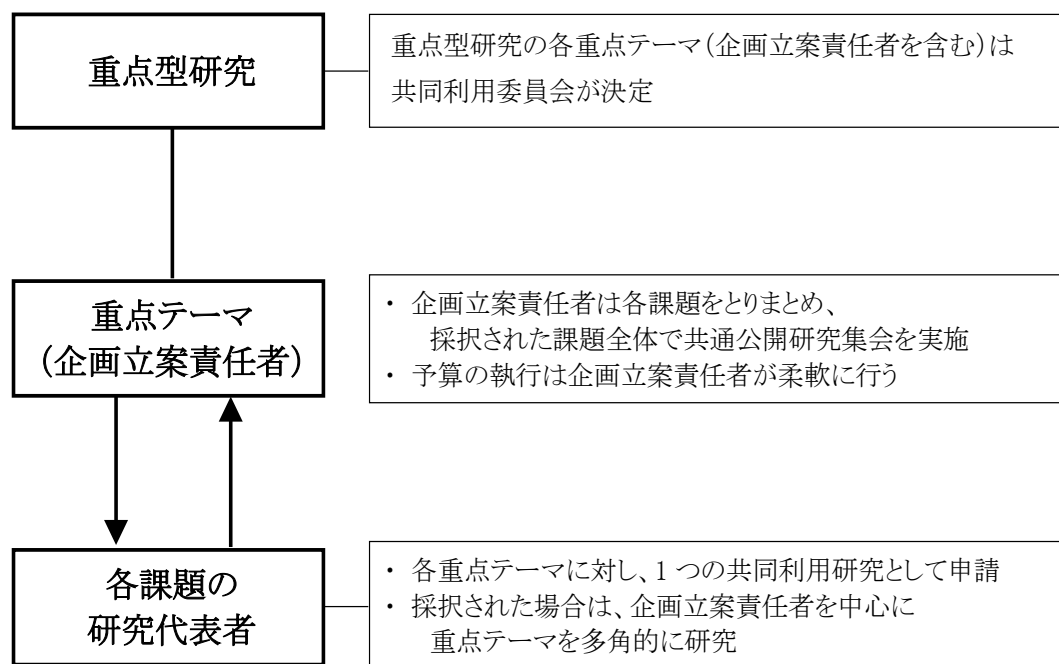 重点型研究
重点型研究の各重点テーマ(企画立案責任者を含む)は
共同利用委員会が決定
重点テーマ
(企画立案責任者)
・ 企画立案責任者は各課題をとりまとめ、
採択された課題全体で共通公開研究集会を実施
・ 予算の執行は企画立案責任者が柔軟に行う
各課題の
研究代表者
・ 各重点テーマに対し、1 つの共同利用研究として申請
・ 採択された場合は、企画立案責任者を中心に
重点テーマを多角的に研究